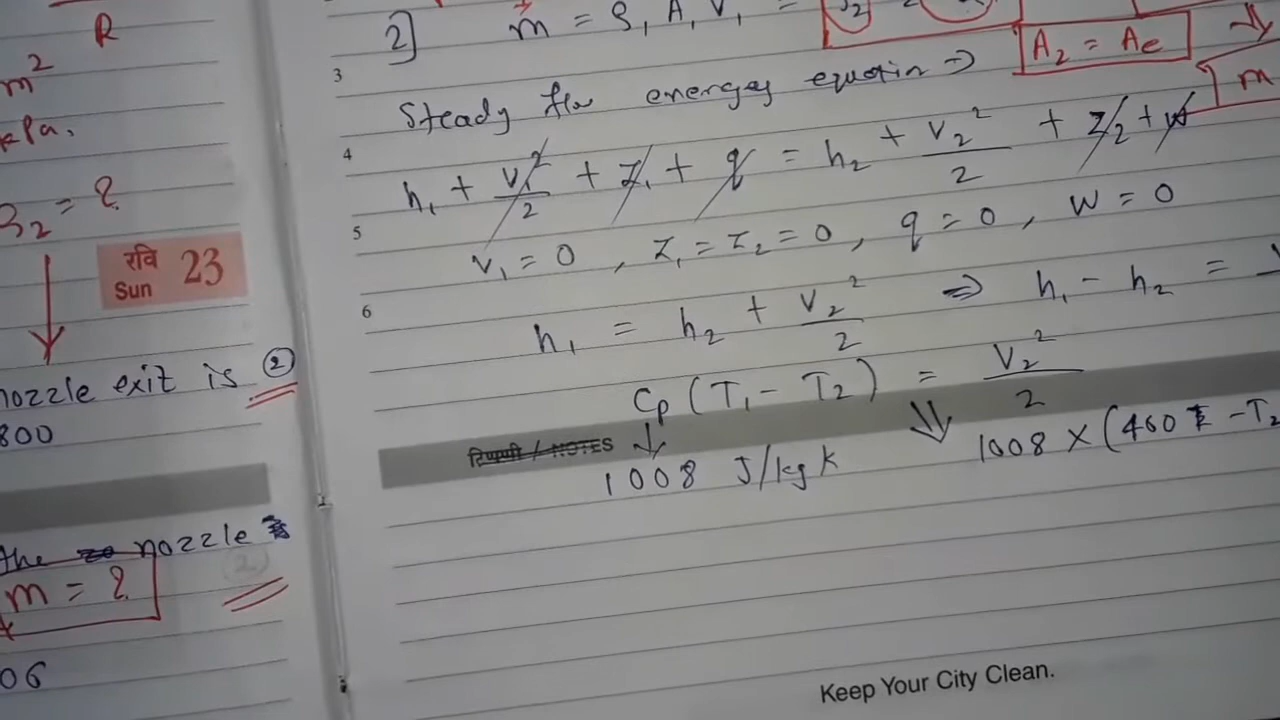 R
m²
kPa.
ρ₂ = ?
रवि
Sun 23
nozzle exit is ②
800
the nozzle
m = ?
06
2]
ṁ = ρ₁ A₁ V₁ =
3
Steady flow energey equotin ⇒
A₂ = Ae
m
4
h₁ + V₁²/2 + Z₁ + q = h₂ + V₂²/2 + Z₂ + w
5
V₁ = 0 , Z₁ = Z₂ = 0 , q = 0 , W = 0
6
h₁ = h₂ + V₂²/2 ⇒ h₁ - h₂ =
Cp (T₁ - T₂) = V₂²/2
टिप्पणी / NOTES
1008 J/kg K
1008 × (460 K - T₂
Keep Your City Clean.